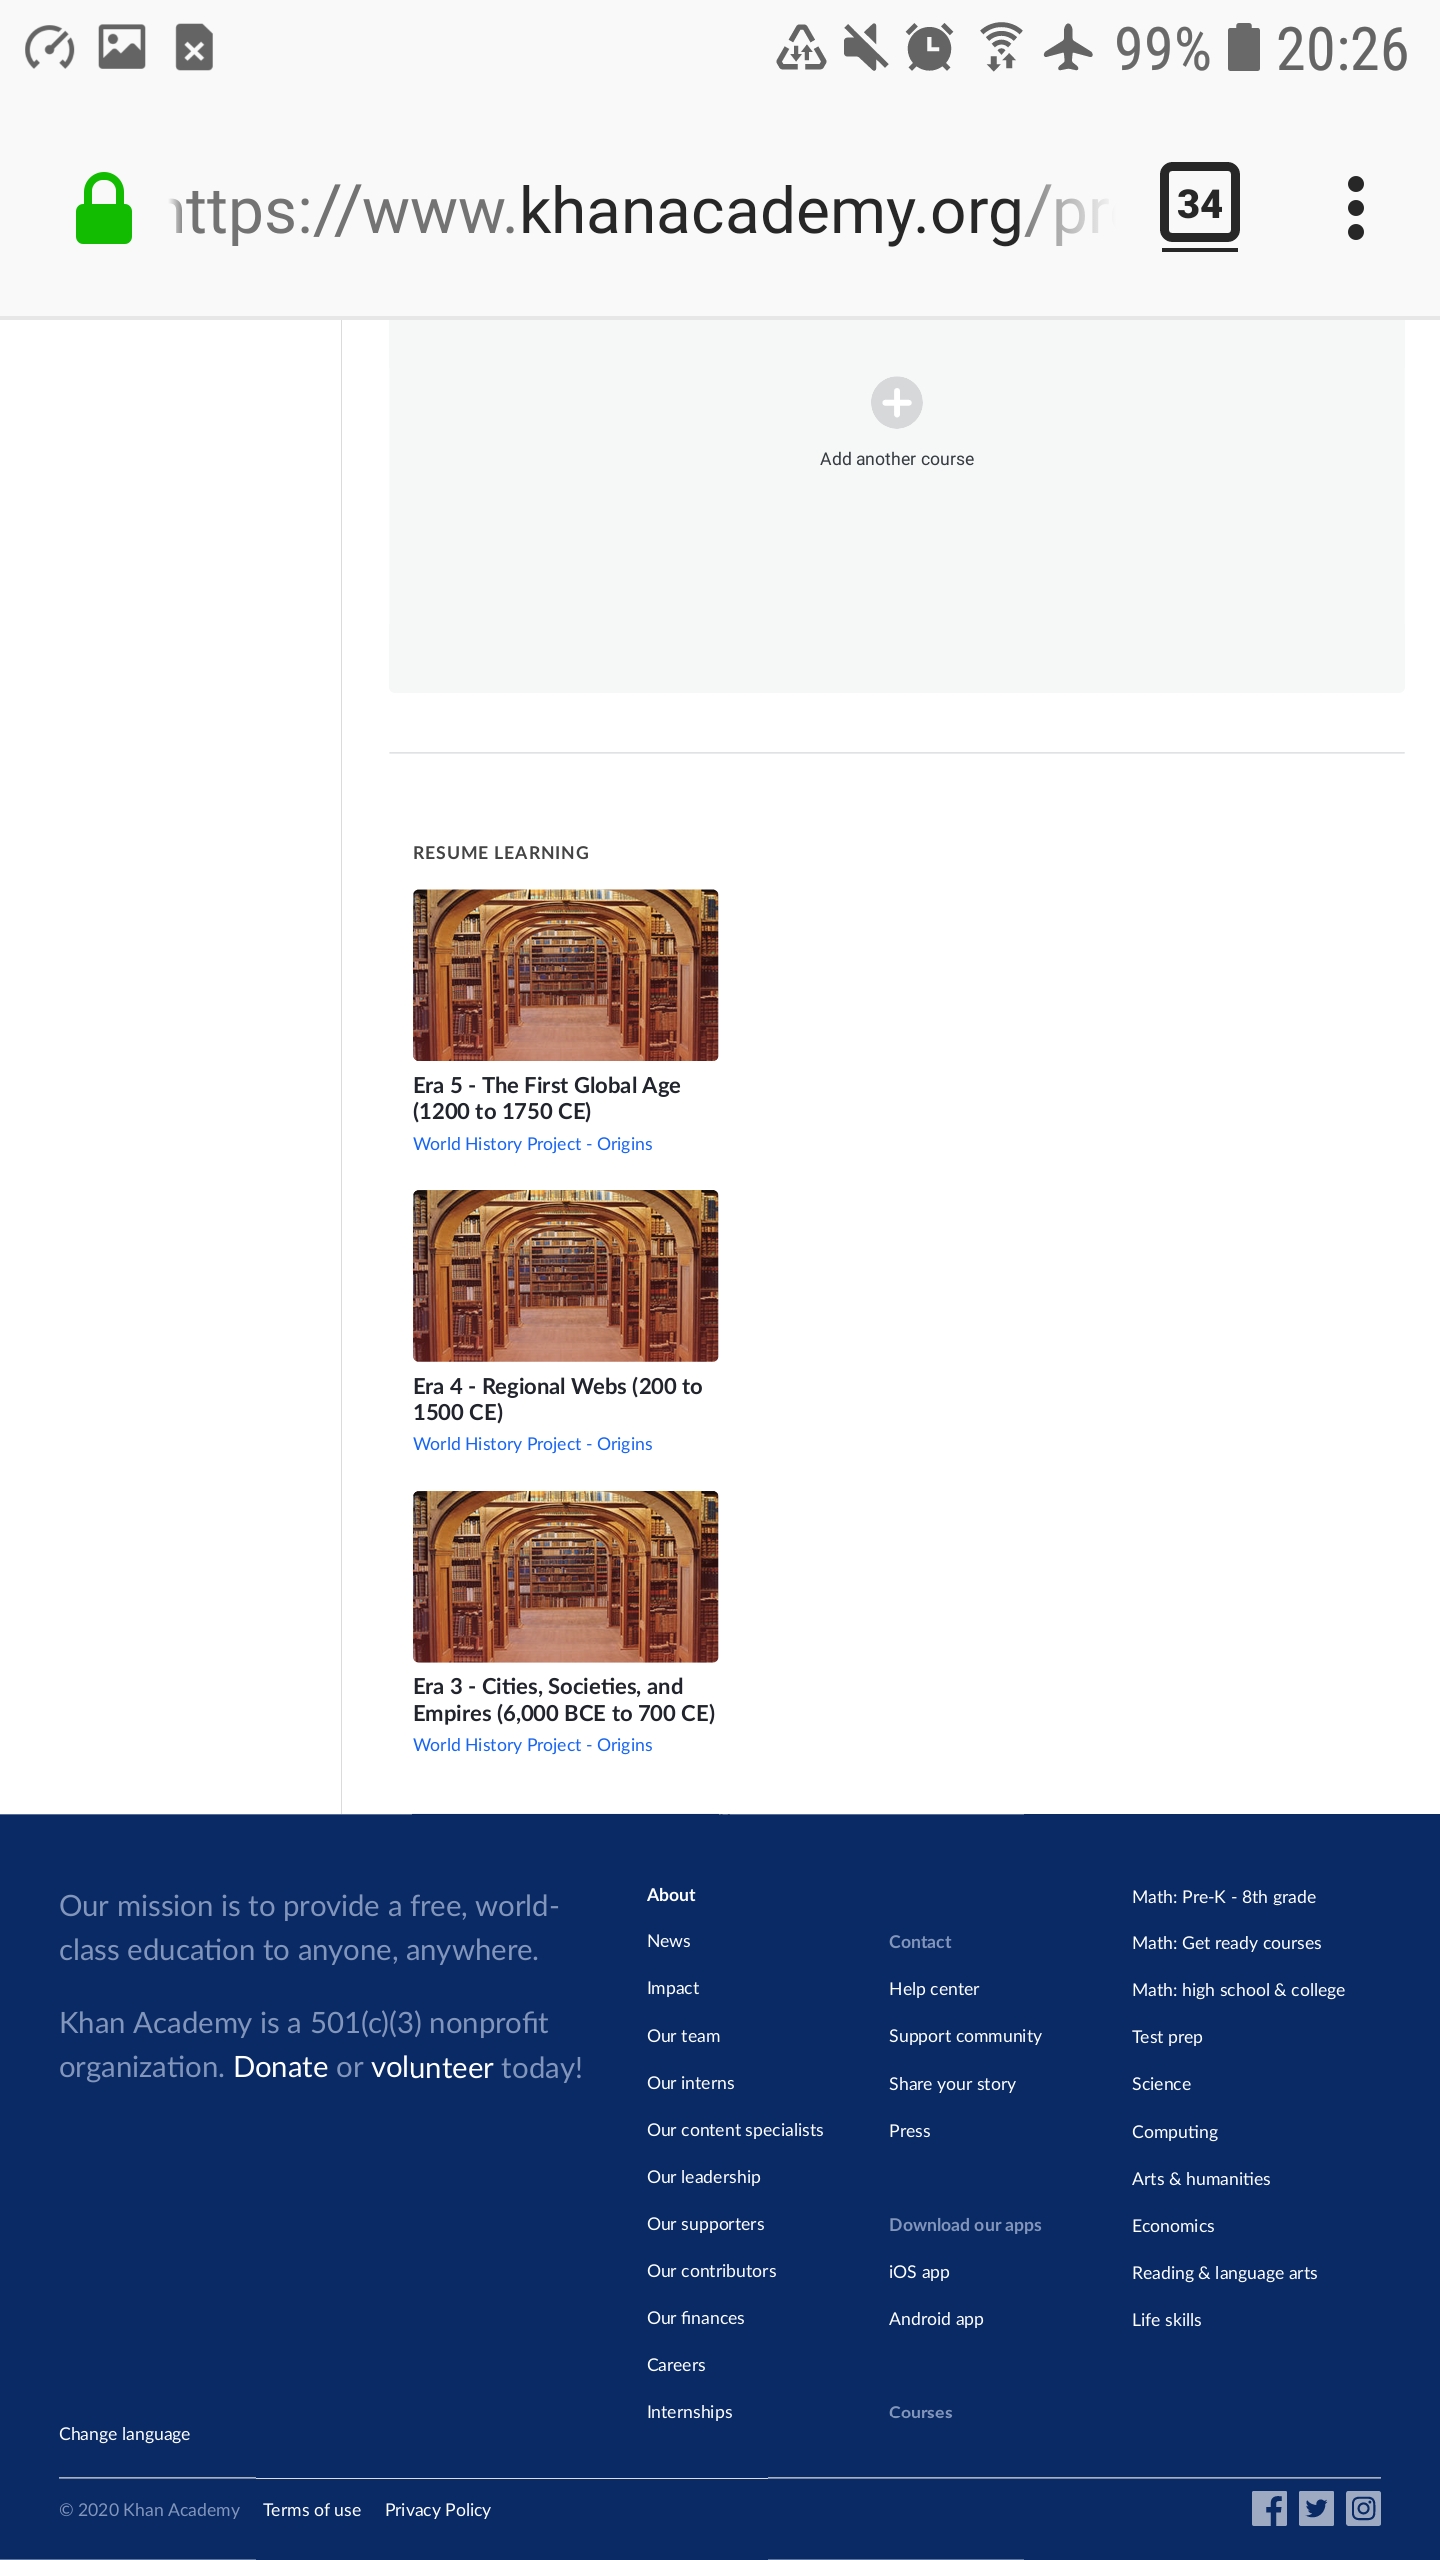 99% 20:26
https://www.khanacademy.org/pr
34
Add another course
RESUME LEARNING
Era 5 - The First Global Age
(1200 to 1750 CE)
World History Project - Origins
Era 4 - Regional Webs (200 to
1500 CE)
World History Project - Origins
Era 3 - Cities, Societies, and
Empires (6,000 BCE to 700 CE)
World History Project - Origins
Our mission is to provide a free, world-
class education to anyone, anywhere.
Khan Academy is a 501(c)(3) nonprofit
organization. Donate or volunteer today!
Change language
About
News
Impact
Our team
Our interns
Our content specialists
Our leadership
Our supporters
Our contributors
Our finances
Careers
Internships
Contact
Help center
Support community
Share your story
Press
Download our apps
iOS app
Android app
Courses
Math: Pre-K - 8th grade
Math: Get ready courses
Math: high school & college
Test prep
Science
Computing
Arts & humanities
Economics
Reading & language arts
Life skills
© 2020 Khan Academy Terms of use Privacy Policy